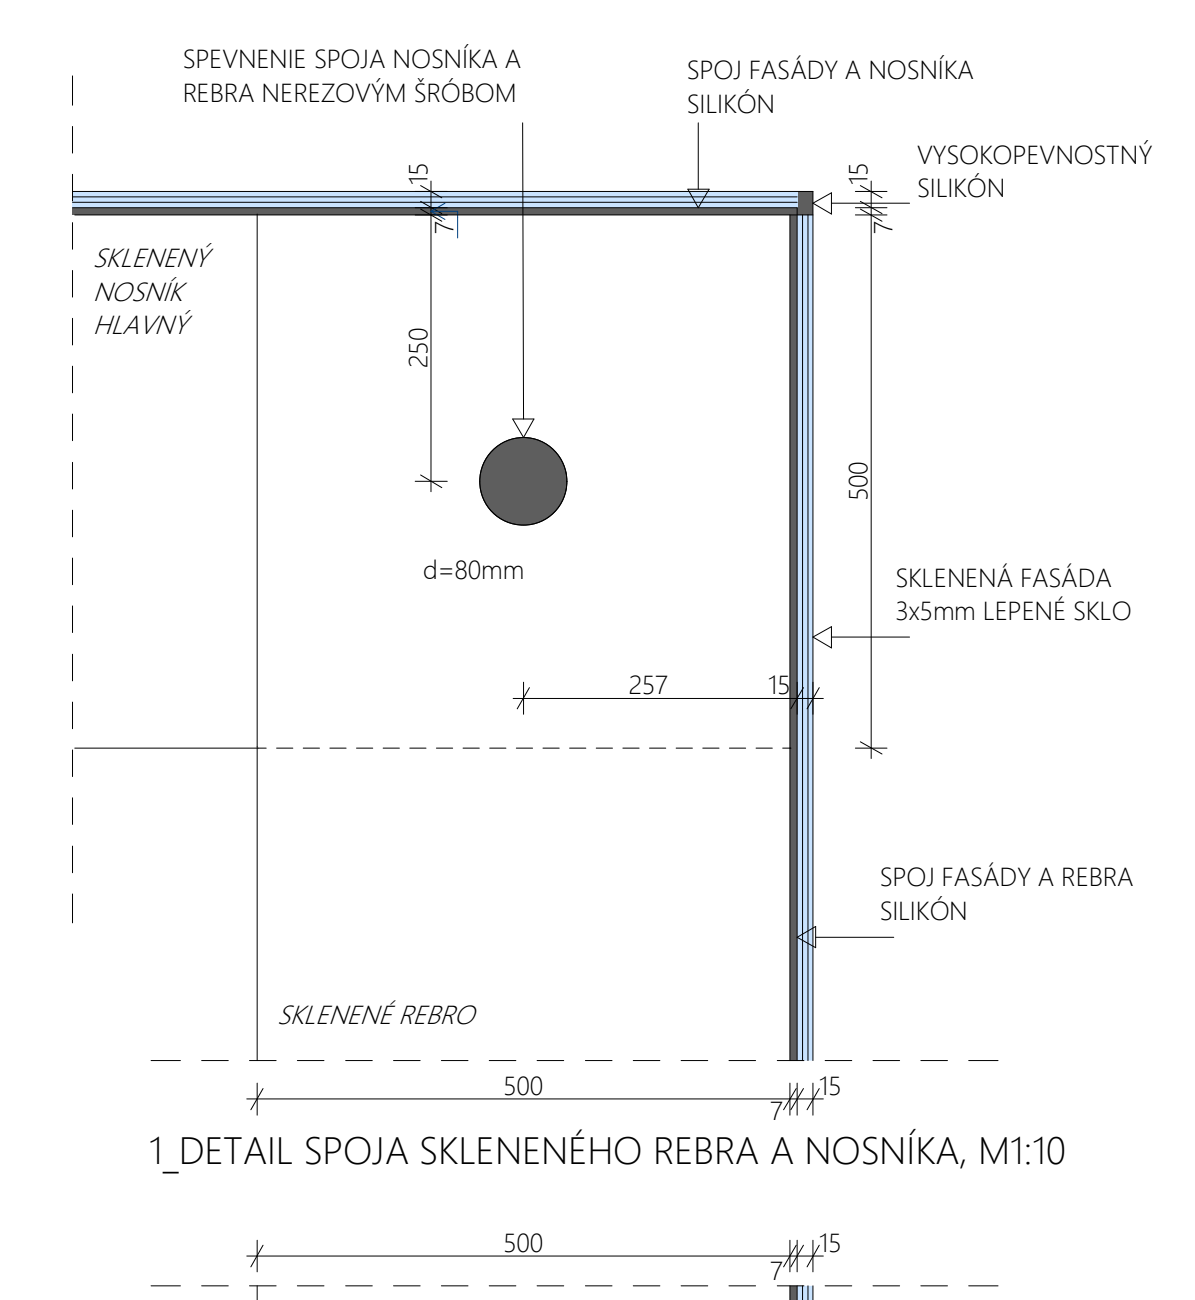 SPEVNENIE SPOJA NOSNÍKA A
REBRA NEREZOVÝM ŠRÓBOM
SPOJ FASÁDY A NOSNÍKA
SILIKÓN
VYSOKOPEVNOSTNÝ
SILIKÓN
15
15
7
7
SKLENENÝ
NOSNÍK
HLAVNÝ
250
500
d=80mm
SKLENENÁ FASÁDA
3x5mm LEPENÉ SKLO
257
15
SPOJ FASÁDY A REBRA
SILIKÓN
SKLENENÉ REBRO
500
7
15
1_DETAIL SPOJA SKLENENÉHO REBRA A NOSNÍKA, M1:10
500
7
15